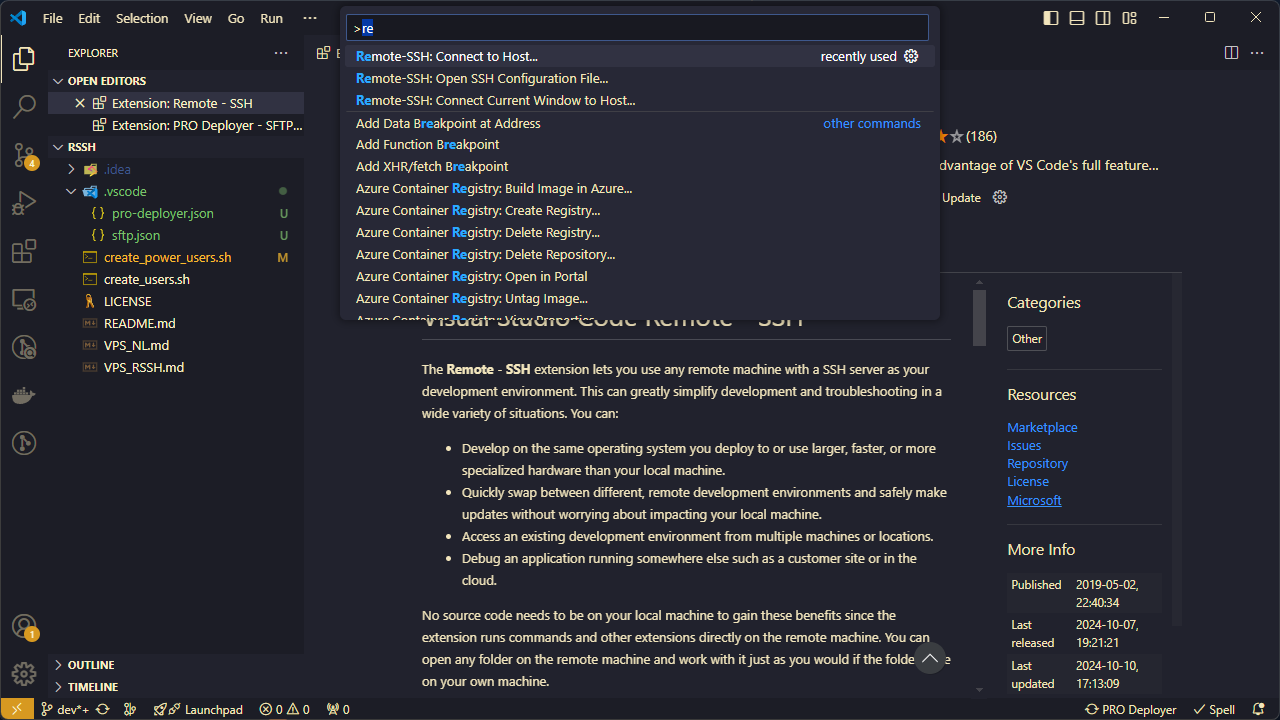 File Edit Selection View Go Run ···
>re
Remote-SSH: Connect to Host... recently used
Remote-SSH: Open SSH Configuration File...
Remote-SSH: Connect Current Window to Host...
Add Data Breakpoint at Address other commands
Add Function Breakpoint
Add XHR/fetch Breakpoint
Azure Container Registry: Build Image in Azure...
Azure Container Registry: Create Registry...
Azure Container Registry: Delete Registry...
Azure Container Registry: Delete Repository...
Azure Container Registry: Open in Portal
Azure Container Registry: Untag Image...
Azure Container Registry: View Properties
EXPLORER
OPEN EDITORS
Extension: Remote - SSH
Extension: PRO Deployer - SFTP...
RSSH
.idea
.vscode
{} pro-deployer.json U
{} sftp.json U
create_power_users.sh M
create_users.sh
LICENSE
README.md
VPS_NL.md
VPS_RSSH.md
OUTLINE
TIMELINE
4
1
(186)
dvantage of VS Code's full feature...
Update
Visual Studio Code Remote - SSH
The Remote - SSH extension lets you use any remote machine with a SSH server as your
development environment. This can greatly simplify development and troubleshooting in a
wide variety of situations. You can:
• Develop on the same operating system you deploy to or use larger, faster, or more
specialized hardware than your local machine.
• Quickly swap between different, remote development environments and safely make
updates without worrying about impacting your local machine.
• Access an existing development environment from multiple machines or locations.
• Debug an application running somewhere else such as a customer site or in the
cloud.
No source code needs to be on your local machine to gain these benefits since the
extension runs commands and other extensions directly on the remote machine. You can
open any folder on the remote machine and work with it just as you would if the folde e
on your own machine.
Categories
Other
Resources
Marketplace
Issues
Repository
License
Microsoft
More Info
Published 2019-05-02,
22:40:34
Last 2024-10-07,
released 19:21:21
Last 2024-10-10,
updated 17:13:09
dev*+ Launchpad 0 0 0 PRO Deployer Spell